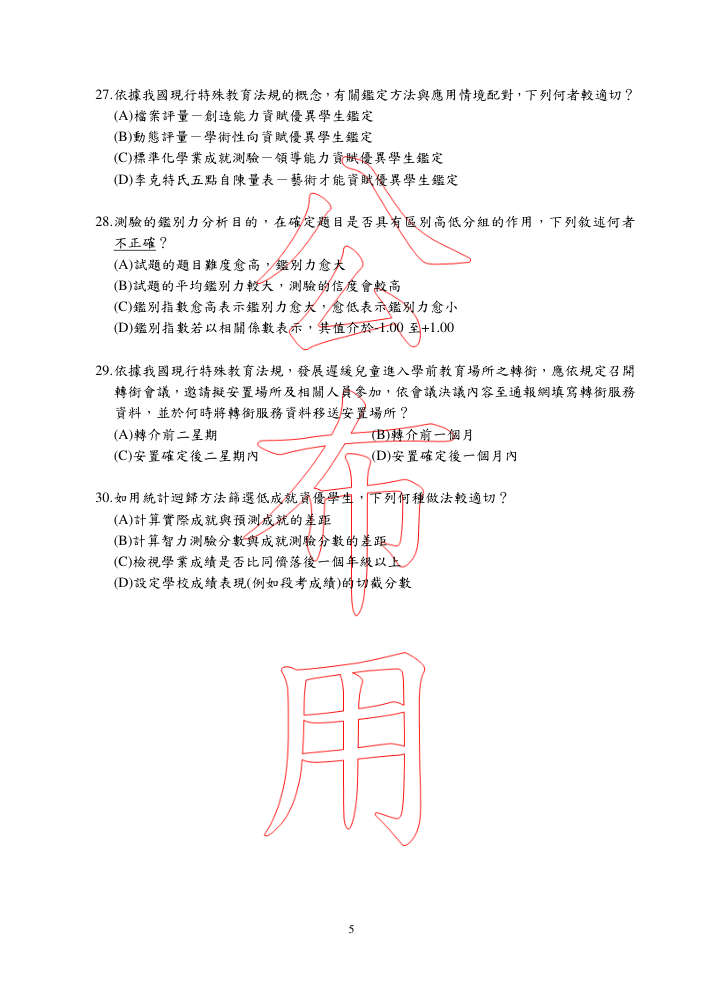 27.依據我國現行特殊教育法規的概念，有關鑑定方法與應用情境配對，下列何者較適切？
(A)檔案評量－創造能力資賦優異學生鑑定
(B)動態評量－學術性向資賦優異學生鑑定
(C)標準化學業成就測驗－領導能力資賦優異學生鑑定
(D)李克特氏五點自陳量表－藝術才能資賦優異學生鑑定
28.測驗的鑑別力分析目的，在確定題目是否具有區別高低分組的作用，下列敘述何者
不正確？
(A)試題的題目難度愈高，鑑別力愈大
(B)試題的平均鑑別力較大，測驗的信度會較高
(C)鑑別指數愈高表示鑑別力愈大，愈低表示鑑別力愈小
(D)鑑別指數若以相關係數表示，其值介於-1.00 至+1.00
29.依據我國現行特殊教育法規，發展遲緩兒童進入學前教育場所之轉銜，應依規定召開
轉銜會議，邀請擬安置場所及相關人員參加，依會議決議內容至通報網填寫轉銜服務
資料，並於何時將轉銜服務資料移送安置場所？
(A)轉介前二星期 (B)轉介前一個月
(C)安置確定後二星期內 (D)安置確定後一個月內
30.如用統計迴歸方法篩選低成就資優學生，下列何種做法較適切？
(A)計算實際成就與預測成就的差距
(B)計算智力測驗分數與成就測驗分數的差距
(C)檢視學業成績是否比同儕落後一個年級以上
(D)設定學校成績表現(例如段考成績)的切截分數
公
布
用
5